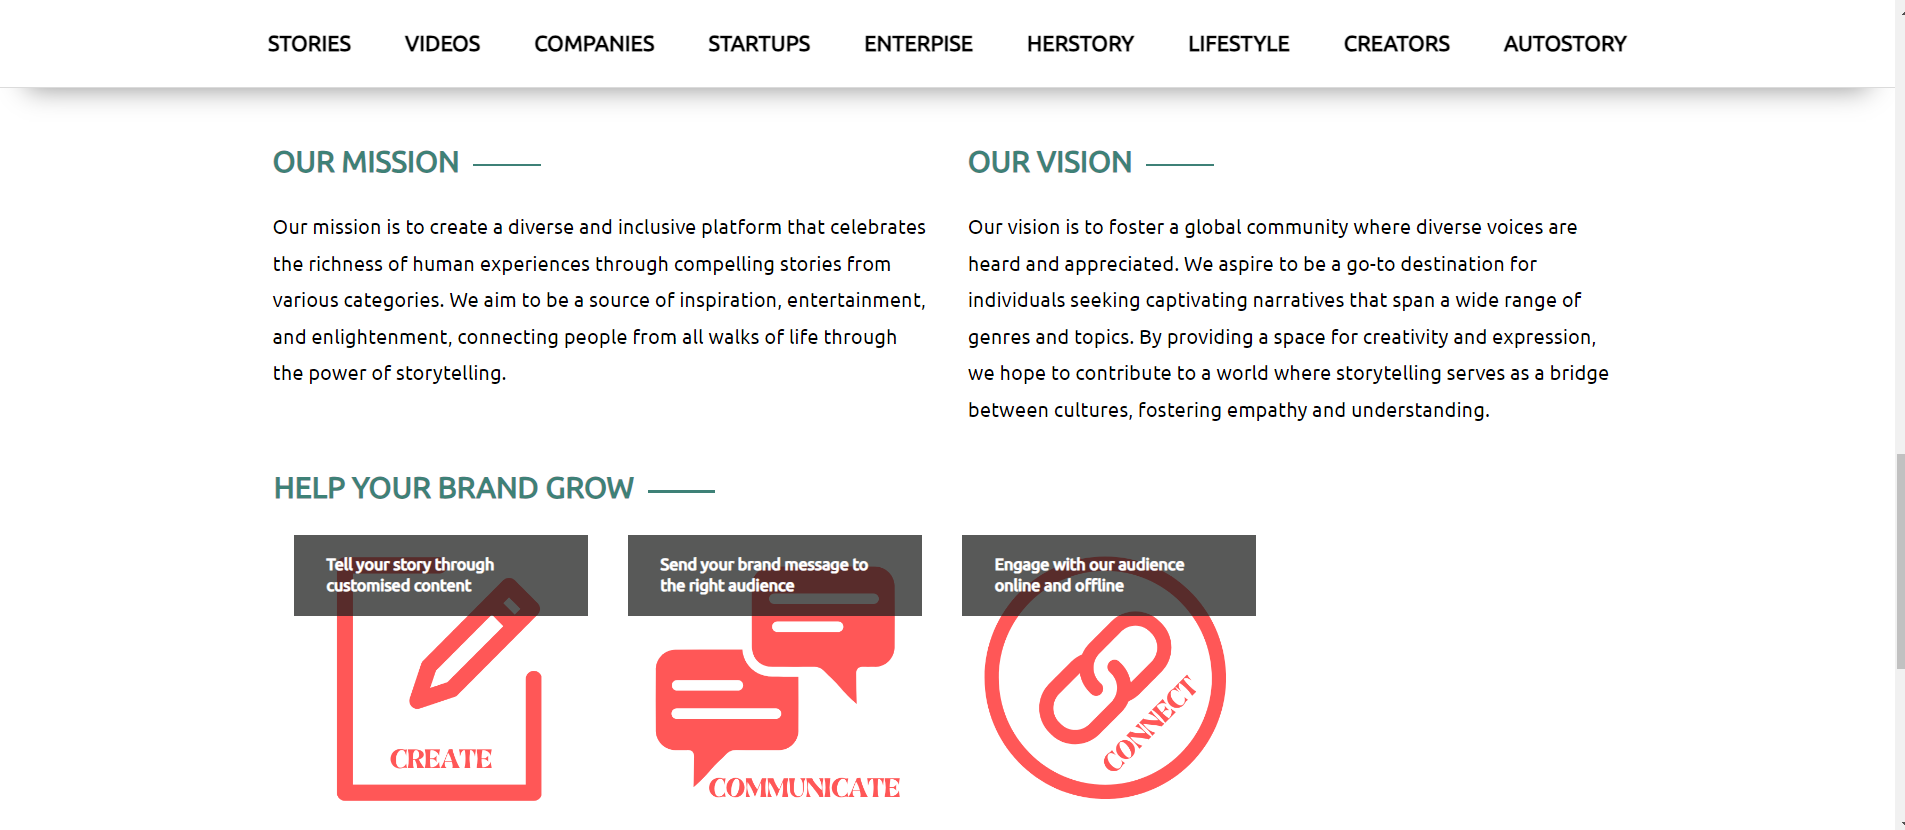 STORIES VIDEOS COMPANIES STARTUPS ENTERPISE HERSTORY LIFESTYLE CREATORS AUTOSTORY
OUR MISSION
Our mission is to create a diverse and inclusive platform that celebrates
the richness of human experiences through compelling stories from
various categories. We aim to be a source of inspiration, entertainment,
and enlightenment, connecting people from all walks of life through
the power of storytelling.
OUR VISION
Our vision is to foster a global community where diverse voices are
heard and appreciated. We aspire to be a go-to destination for
individuals seeking captivating narratives that span a wide range of
genres and topics. By providing a space for creativity and expression,
we hope to contribute to a world where storytelling serves as a bridge
between cultures, fostering empathy and understanding.
HELP YOUR BRAND GROW
Tell your story through
customised content
CREATE
Send your brand message to
the right audience
COMMUNICATE
Engage with our audience
online and offline
CONNECT